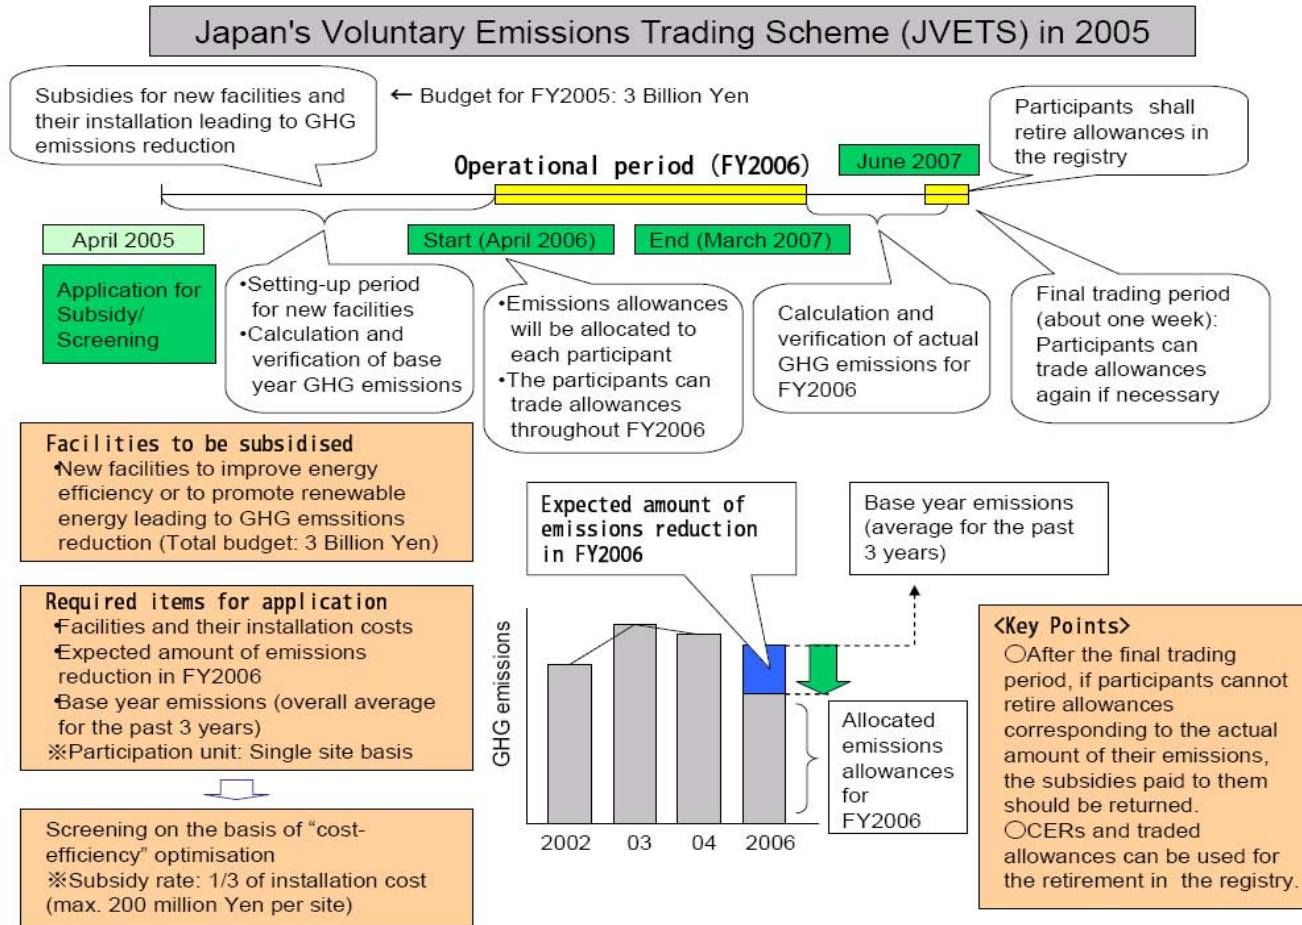 Japan's Voluntary Emissions Trading Scheme (JVETS) in 2005
Subsidies for new facilities and
their installation leading to GHG
emissions reduction
← Budget for FY2005: 3 Billion Yen
Participants shall
retire allowances in
the registry
Operational period (FY2006)
June 2007
April 2005
Start (April 2006)
End (March 2007)
Application for
Subsidy/
Screening
•Setting-up period
for new facilities
•Calculation and
verification of base
year GHG emissions
•Emissions allowances
will be allocated to
each participant
•The participants can
trade allowances
throughout FY2006
Calculation and
verification of actual
GHG emissions for
FY2006
Final trading period
(about one week):
Participants can
trade allowances
again if necessary
Facilities to be subsidised
•New facilities to improve energy
efficiency or to promote renewable
energy leading to GHG emssitions
reduction (Total budget: 3 Billion Yen)
Required items for application
•Facilities and their installation costs
•Expected amount of emissions
reduction in FY2006
•Base year emissions (overall average
for the past 3 years)
※Participation unit: Single site basis
Screening on the basis of “cost-
efficiency” optimisation
※Subsidy rate: 1/3 of installation cost
(max. 200 million Yen per site)
Expected amount of
emissions reduction
in FY2006
Base year emissions
(average for the past
3 years)
GHG emissions
2002 03 04 2006
Allocated
emissions
allowances
for
FY2006
<Key Points>
○After the final trading
period, if participants cannot
retire allowances
corresponding to the actual
amount of their emissions,
the subsidies paid to them
should be returned.
○CERs and traded
allowances can be used for
the retirement in the registry.